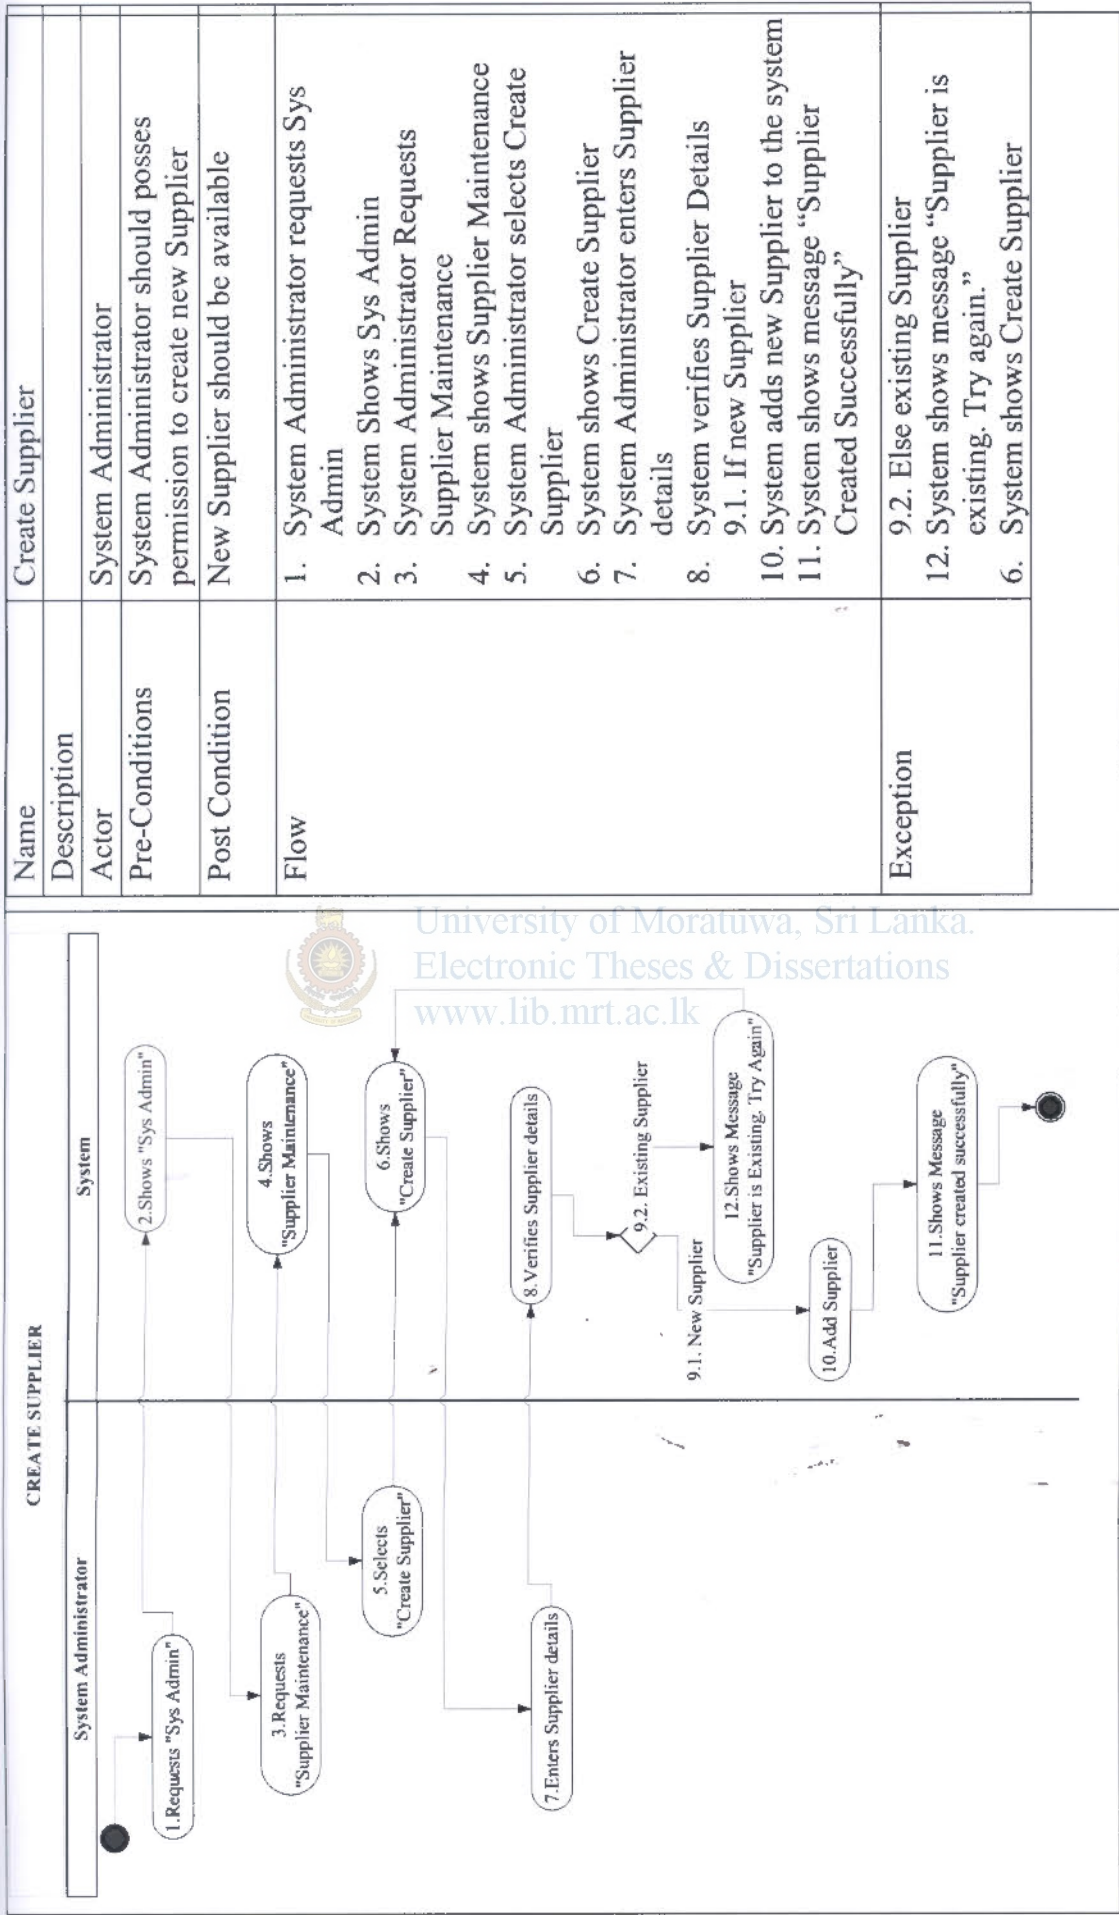 CREATE SUPPLIER
System Administrator
System
1.Requests "Sys Admin"
2.Shows "Sys Admin"
3.Requests
"Supplier Maintenance"
4.Shows
"Supplier Maintenance"
5.Selects
"Create Supplier"
6.Shows
"Create Supplier"
7.Enters Supplier details
8.Verifies Supplier details
9.2. Existing Supplier
9.1. New Supplier
12.Shows Message
"Supplier is Existing. Try Again"
10.Add Supplier
11.Shows Message
"Supplier created successfully"
University of Moratuwa, Sri Lanka.
Electronic Theses & Dissertations
www.lib.mrt.ac.lk
Name Create Supplier
Description
Actor System Administrator
Pre-Conditions System Administrator should posses
permission to create new Supplier
Post Condition New Supplier should be available
Flow 1. System Administrator requests Sys
Admin
2. System Shows Sys Admin
3. System Administrator Requests
Supplier Maintenance
4. System shows Supplier Maintenance
5. System Administrator selects Create
Supplier
6. System shows Create Supplier
7. System Administrator enters Supplier
details
8. System verifies Supplier Details
9.1. If new Supplier
10. System adds new Supplier to the system
11. System shows message “Supplier
Created Successfully”
Exception 9.2. Else existing Supplier
12. System shows message “Supplier is
existing. Try again.”
6. System shows Create Supplier